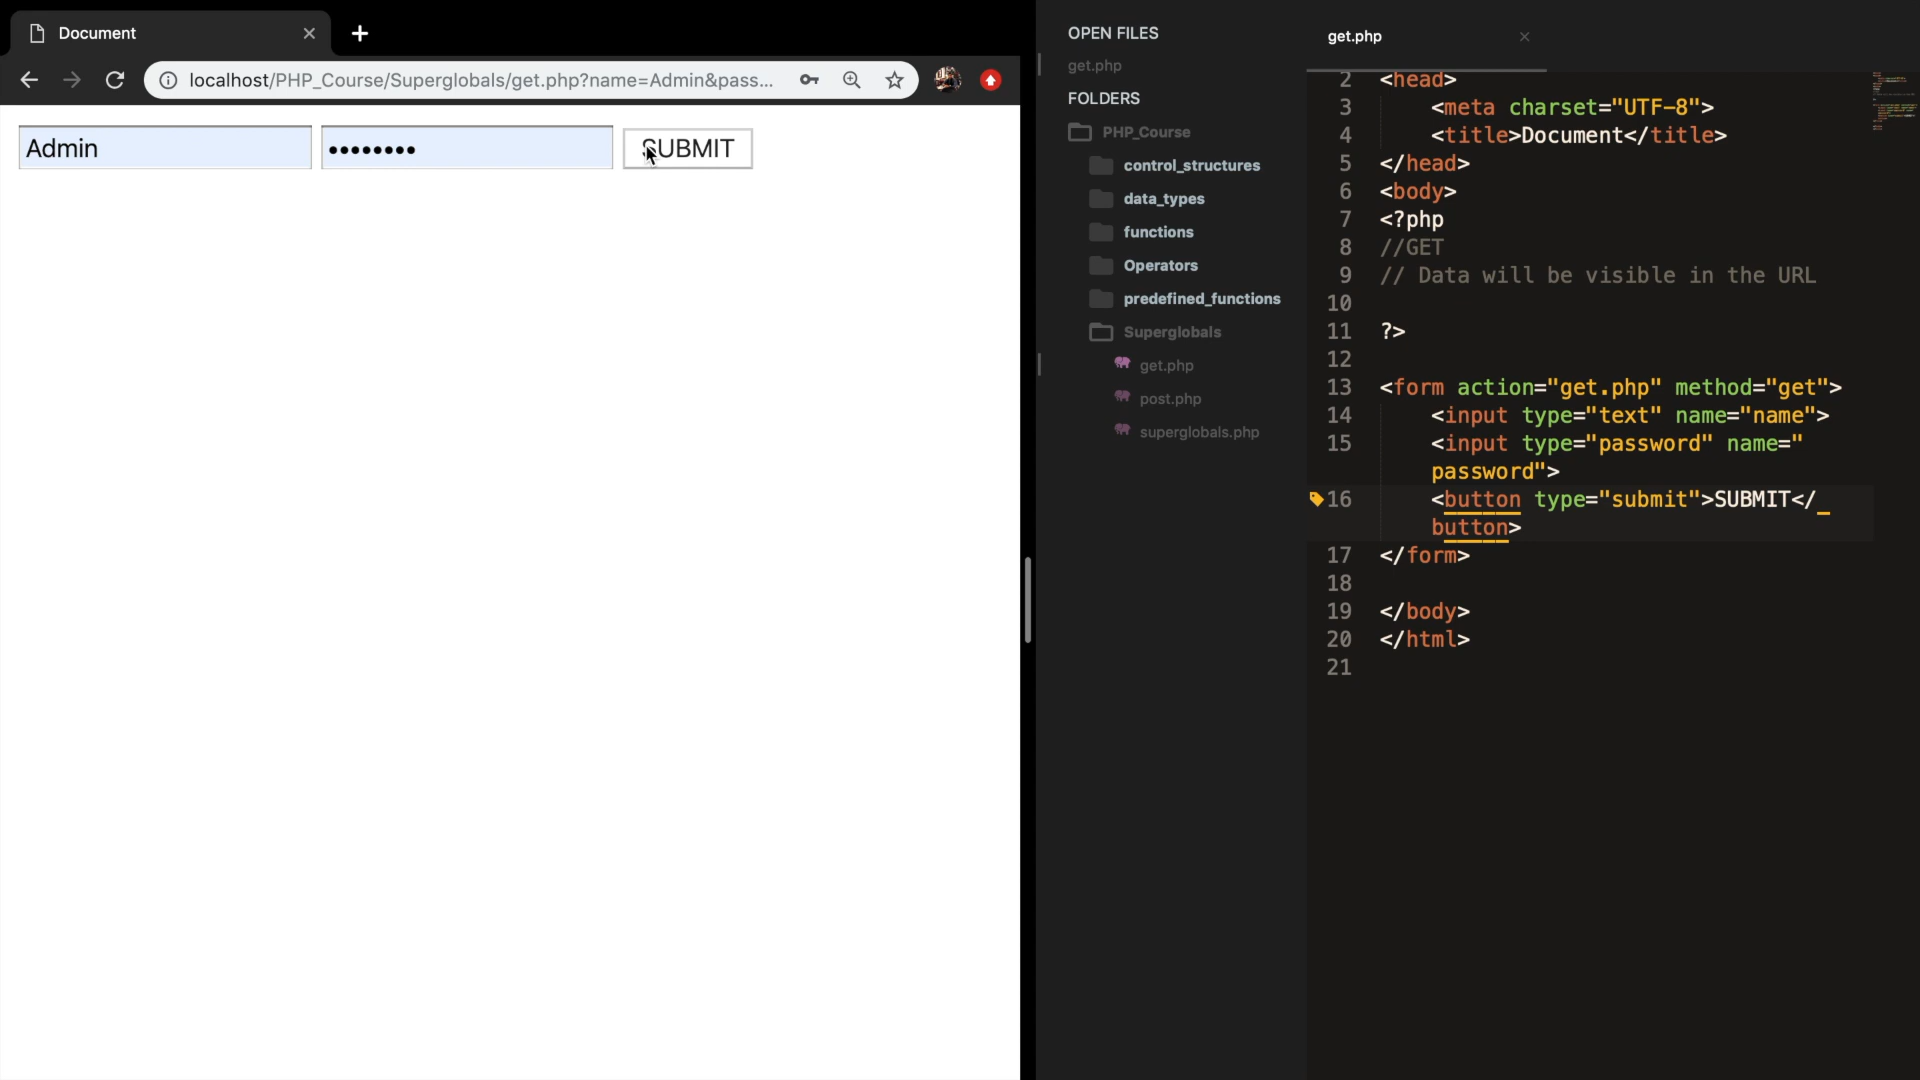 Document
localhost/PHP_Course/Superglobals/get.php?name=Admin&pass...
Admin
SUBMIT
OPEN FILES
get.php
FOLDERS
PHP_Course
control_structures
data_types
functions
Operators
predefined_functions
Superglobals
get.php
post.php
superglobals.php
get.php
2 <head>
3 <meta charset="UTF-8">
4 <title>Document</title>
5 </head>
6 <body>
7 <?php
8 //GET
9 // Data will be visible in the URL
10
11 ?>
12
13 <form action="get.php" method="get">
14 <input type="text" name="name">
15 <input type="password" name="
password">
16 <button type="submit">SUBMIT</
button>
17 </form>
18
19 </body>
20 </html>
21